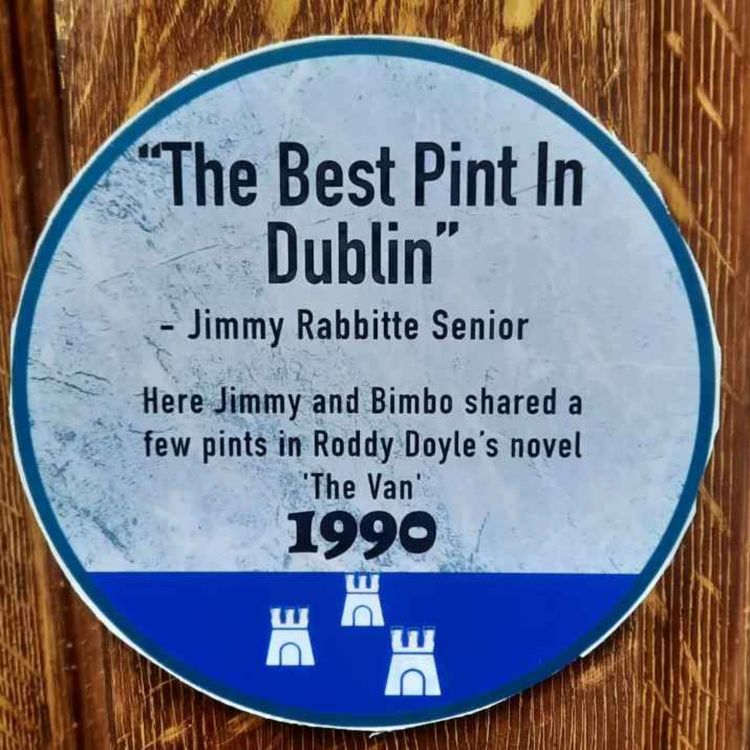 “The Best Pint In
Dublin”
- Jimmy Rabbitte Senior
Here Jimmy and Bimbo shared a
few pints in Roddy Doyle's novel
'The Van'
1990